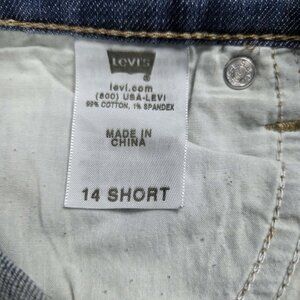 LEVI'S
®
levi.com
(800) USA-LEVI
99% COTTON, 1% SPANDEX
MADE IN
CHINA
14 SHORT